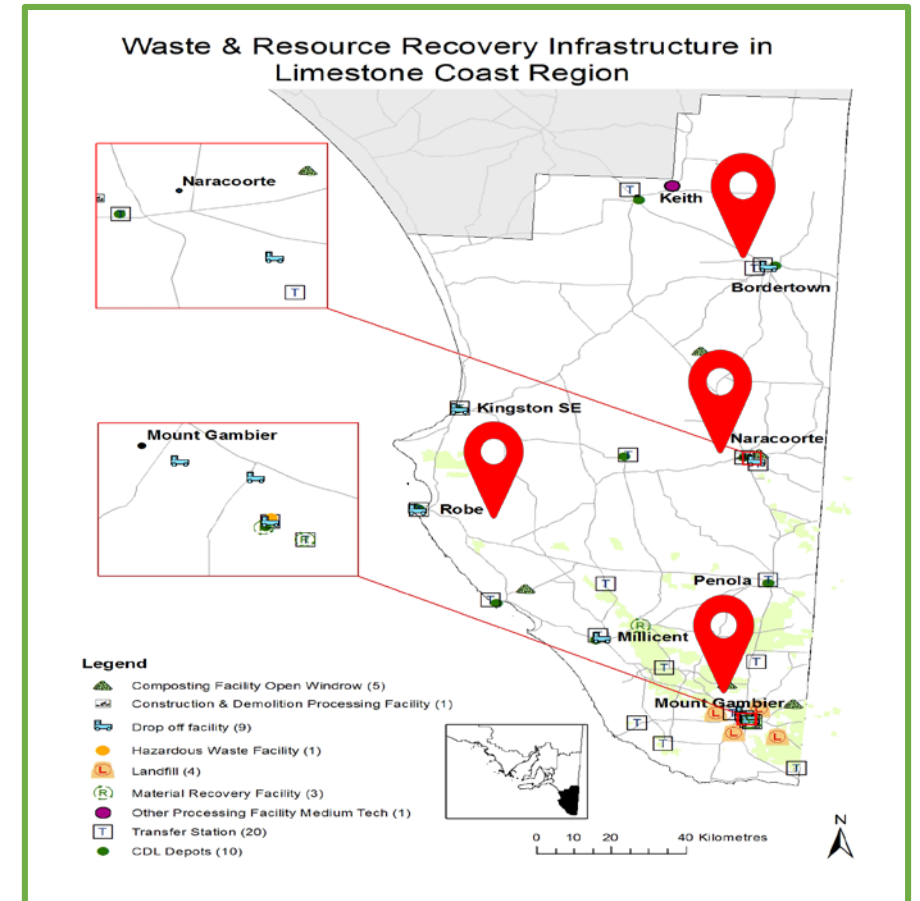 Waste & Resource Recovery Infrastructure in
Limestone Coast Region
Naracoorte
T
Keith
T
T
Bordertown
Kingston SE
Naracoorte
T
Mount Gambier
Robe
R
T
Penola
T
T
T
R
Millicent
T
T
Legend
Mount Gambier
Composting Facility Open Windrow (5)
L
Construction & Demolition Processing Facility (1)
T
Drop off facility (9)
L
L
T
Hazardous Waste Facility (1)
T
L Landfill (4)
R Material Recovery Facility (3)
Other Processing Facility Medium Tech (1)
T Transfer Station (20)
CDL Depots (10)
0 10 20 40 Kilometres
N